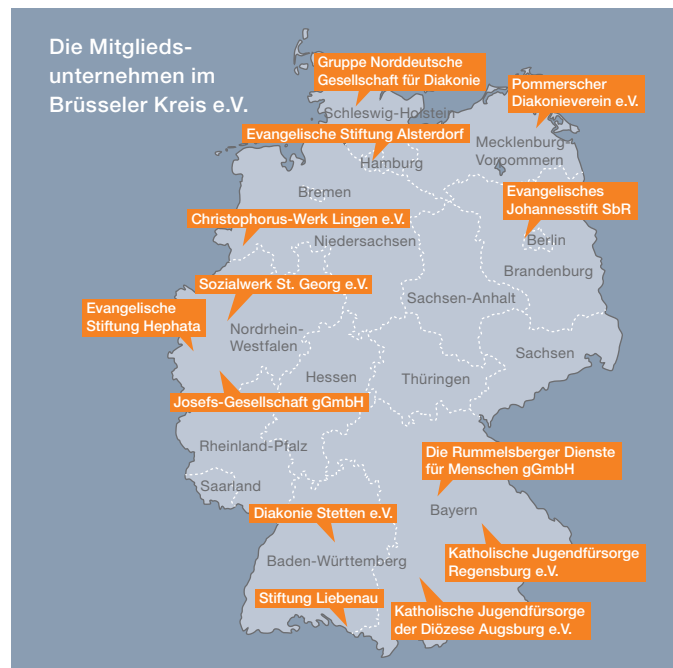 Die Mitglieds-
unternehmen im
Brüsseler Kreis e.V.
Gruppe Norddeutsche
Gesellschaft für Diakonie
Pommerscher
Diakonieverein e.V.
Schleswig-Holstein
Evangelische Stiftung Alsterdorf
Hamburg
Mecklenburg-
Vorpommern
Bremen
Evangelisches
Johannesstift SbR
Christophorus-Werk Lingen e.V.
Niedersachsen
Berlin
Brandenburg
Sozialwerk St. Georg e.V.
Sachsen-Anhalt
Evangelische
Stiftung Hephata
Nordrhein-
Westfalen
Sachsen
Hessen
Thüringen
Josefs-Gesellschaft gGmbH
Rheinland-Pfalz
Die Rummelsberger Dienste
für Menschen gGmbH
Saarland
Diakonie Stetten e.V.
Bayern
Baden-Württemberg
Katholische Jugendfürsorge
Regensburg e.V.
Stiftung Liebenau
Katholische Jugendfürsorge
der Diözese Augsburg e.V.